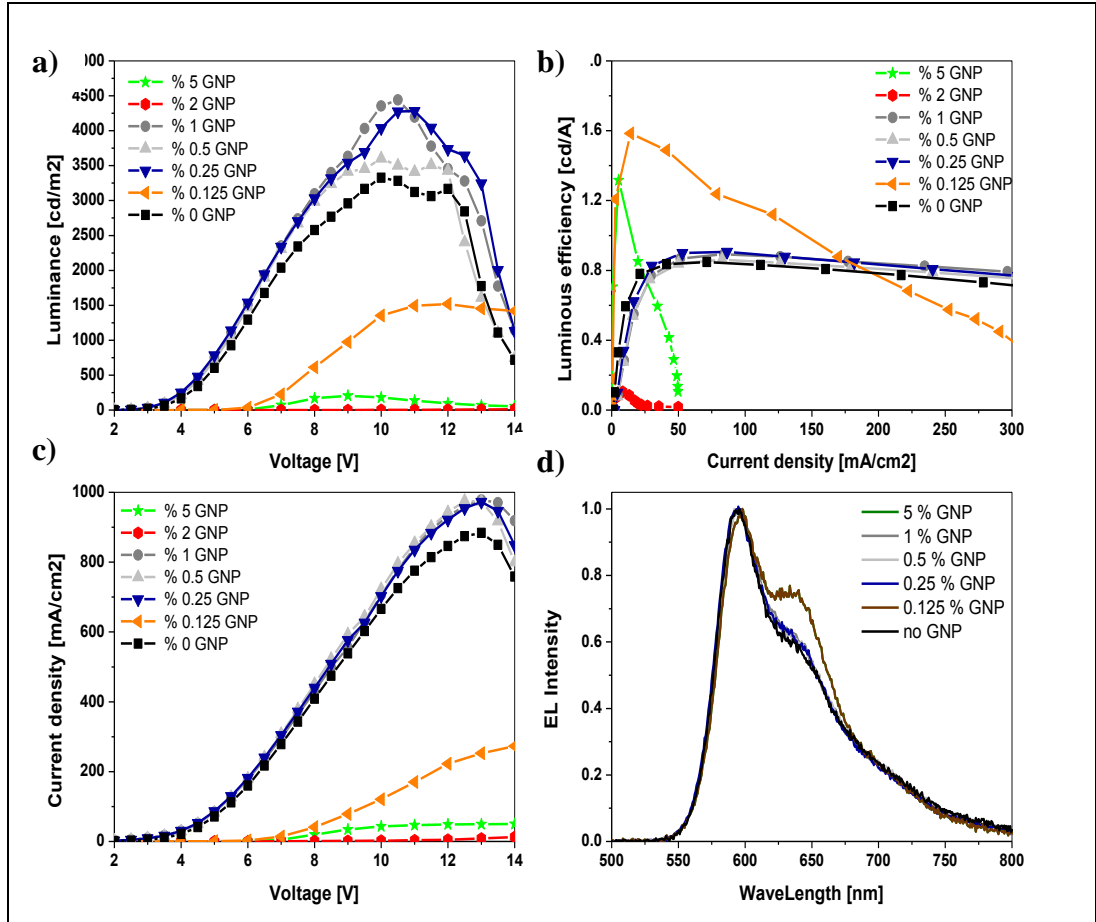 a)
000
4500
4000
3500
3000
2500
2000
1500
1000
500
0
Luminance [cd/m2]
% 5 GNP
% 2 GNP
% 1 GNP
% 0.5 GNP
% 0.25 GNP
% 0.125 GNP
% 0 GNP
2 4 6 8 10 12 14
Voltage [V]
b)
.0
1.6
1.2
0.8
0.4
0.0
Luminous efficiency [cd/A]
% 5 GNP
% 2 GNP
% 1 GNP
% 0.5 GNP
% 0.25 GNP
% 0.125 GNP
% 0 GNP
0 50 100 150 200 250 300
Current density [mA/cm2]
c)
1000
800
600
400
200
0
Current density [mA/cm2]
% 5 GNP
% 2 GNP
% 1 GNP
% 0.5 GNP
% 0.25 GNP
% 0.125 GNP
% 0 GNP
2 4 6 8 10 12 14
Voltage [V]
d)
1.0
0.8
0.6
0.4
0.2
0.0
EL Intensity
5 % GNP
1 % GNP
0.5 % GNP
0.25 % GNP
0.125 % GNP
no GNP
500 550 600 650 700 750 800
WaveLength [nm]